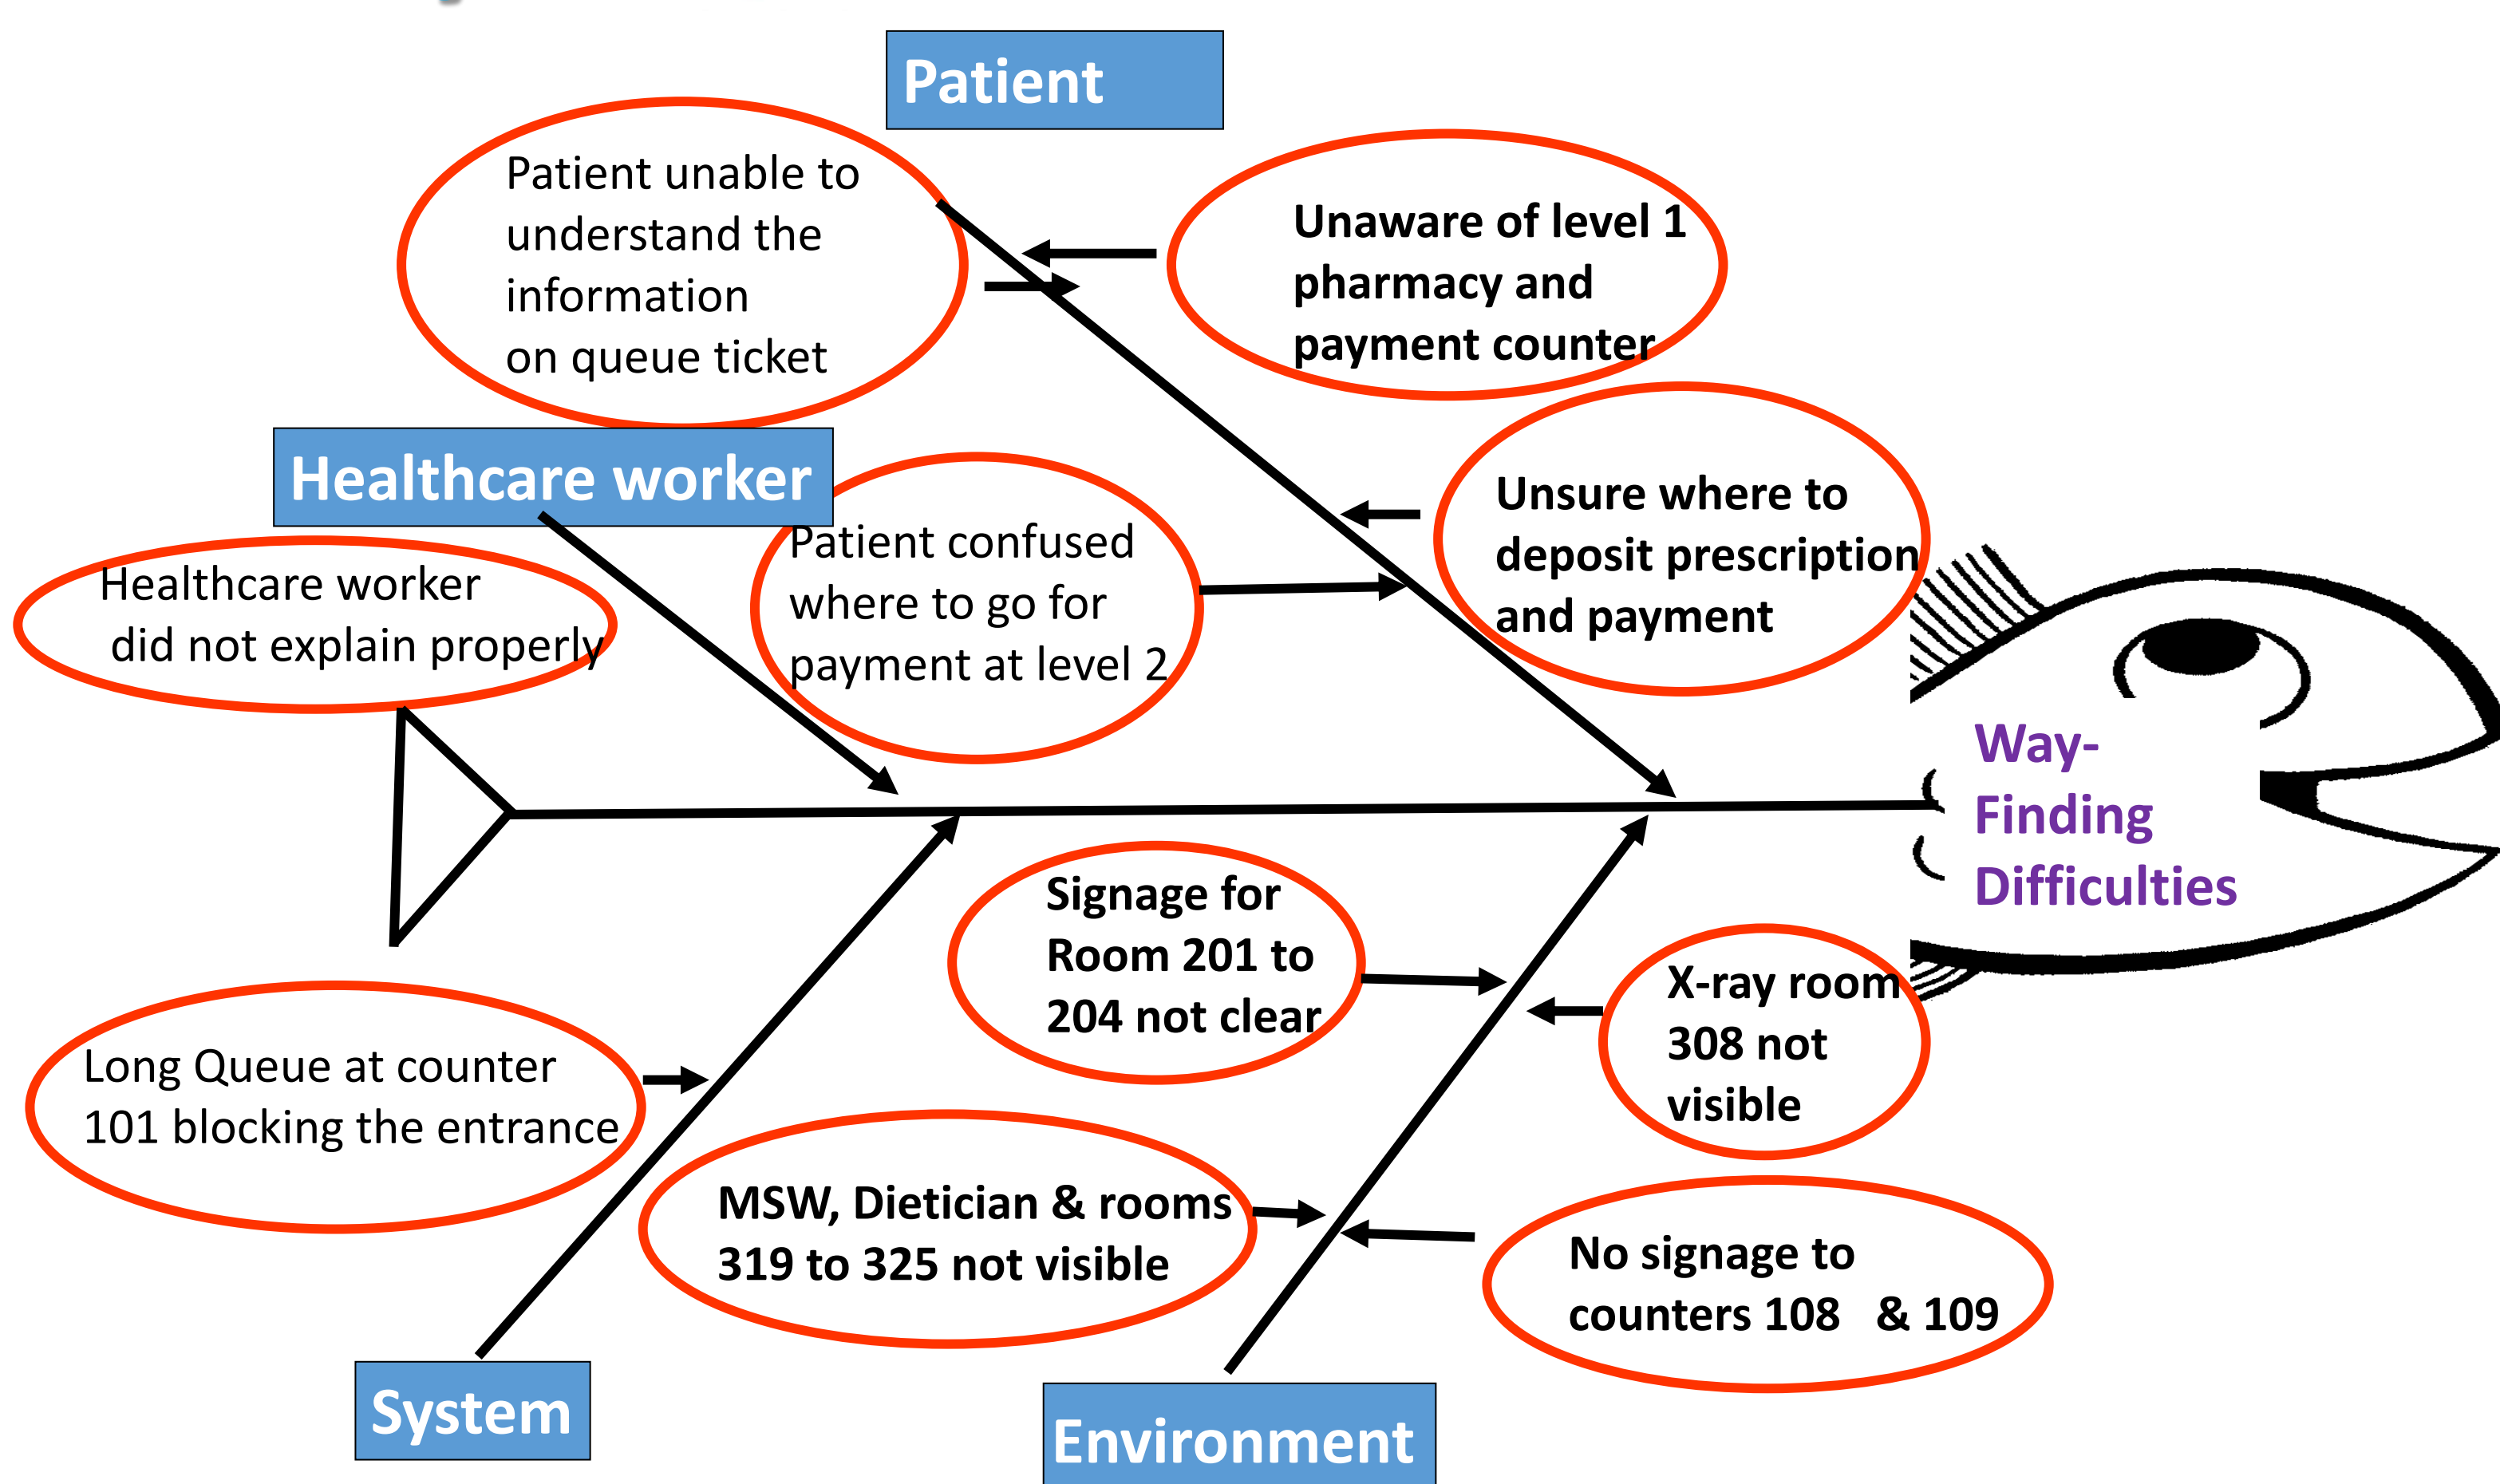 Patient
Patient unable to
understand the
information
on queue ticket
Unaware of level 1
pharmacy and
payment counter
Healthcare worker
Healthcare worker
did not explain properly
Patient confused
where to go for
payment at level 2
Unsure where to
deposit prescription
and payment
Way-
Finding
Difficulties
Signage for
Room 201 to
204 not clear
X-ray room
308 not
visible
Long Queue at counter
101 blocking the entrance
MSW, Dietician & rooms
319 to 325 not visible
No signage to
counters 108 & 109
System
Environment